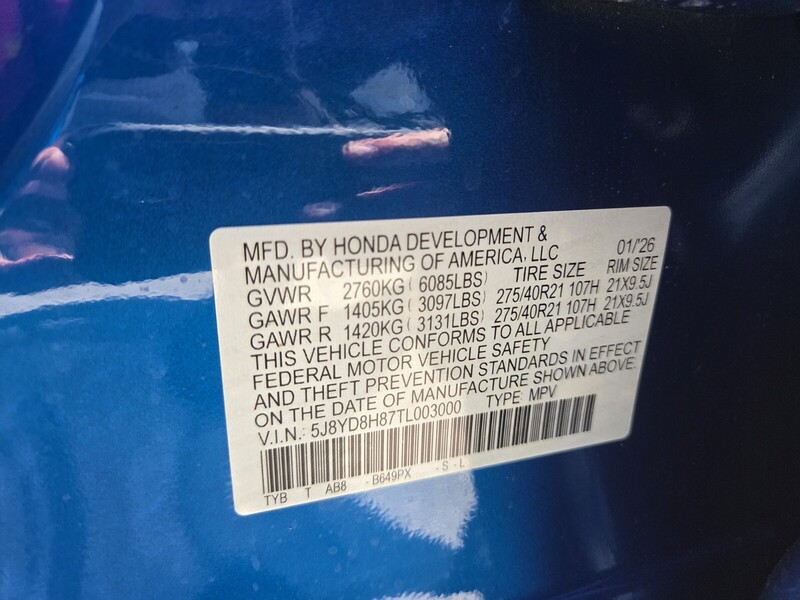 MFD. BY HONDA DEVELOPMENT &
MANUFACTURING OF AMERICA, LLC 01/'26
GVWR 2760KG ( 6085LBS) TIRE SIZE RIM SIZE
GAWR F 1405KG ( 3097LBS) 275/40R21 107H 21X9.5J
GAWR R 1420KG ( 3131LBS) 275/40R21 107H 21X9.5J
THIS VEHICLE CONFORMS TO ALL APPLICABLE
FEDERAL MOTOR VEHICLE SAFETY
AND THEFT PREVENTION STANDARDS IN EFFECT
ON THE DATE OF MANUFACTURE SHOWN ABOVE.
V.I.N.: 5J8YD8H87TL003000 TYPE: MPV
TYB T AB8 - B649PX - S - L